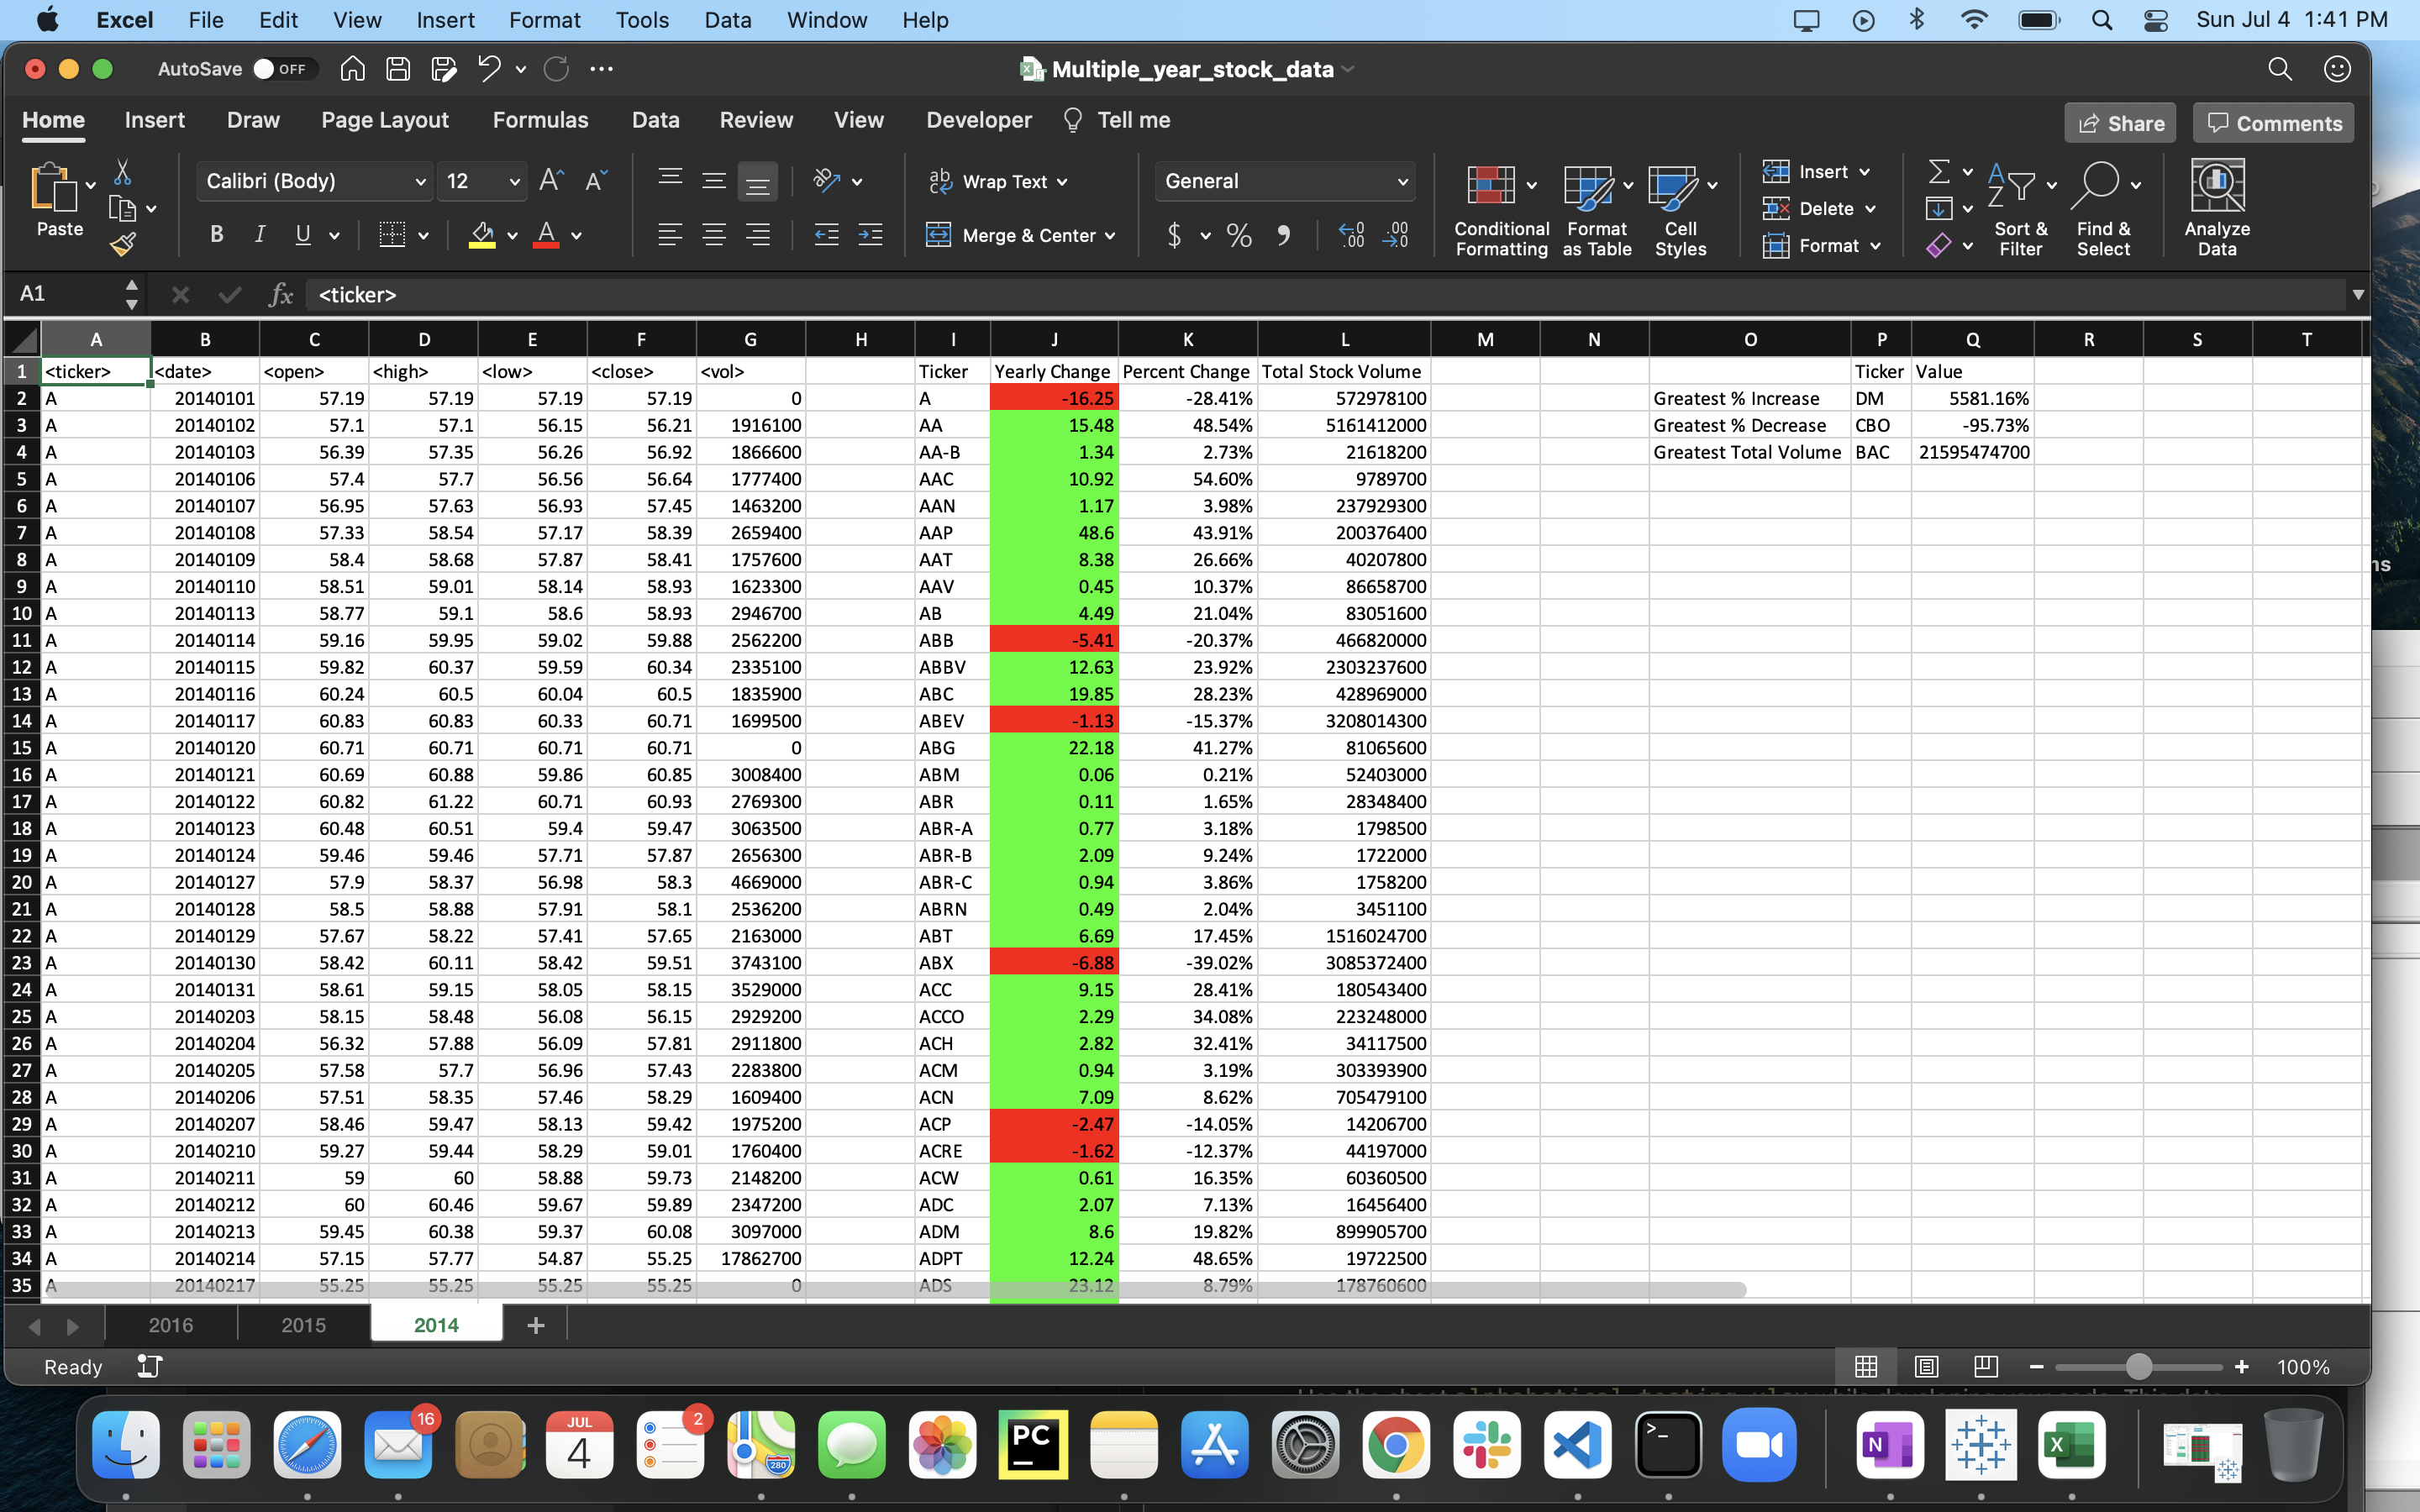 Excel File Edit View Insert Format Tools Data Window Help Sun Jul 4 1:41 PM
AutoSave OFF Multiple_year_stock_data
Home Insert Draw Page Layout Formulas Data Review View Developer Tell me Share Comments
Paste Calibri (Body) 12 Wrap Text General Insert
Merge & Center Conditional Formatting Format as Table Cell Styles Delete Format Sort & Filter Find & Select Analyze Data
A1 fx <ticker>
A B C D E F G H I J K L M N O P Q R S T
1 <ticker> <date> <open> <high> <low> <close> <vol> Ticker Yearly Change Percent Change Total Stock Volume Ticker Value
2 A 20140101 57.19 57.19 57.19 57.19 0 A -16.25 -28.41% 572978100 Greatest % Increase DM 5581.16%
3 A 20140102 57.1 57.1 56.15 56.21 1916100 AA 15.48 48.54% 5161412000 Greatest % Decrease CBO -95.73%
4 A 20140103 56.39 57.35 56.26 56.92 1866600 AA-B 1.34 2.73% 21618200 Greatest Total Volume BAC 21595474700
5 A 20140106 57.4 57.7 56.56 56.64 1777400 AAC 10.92 54.60% 9789700
6 A 20140107 56.95 57.63 56.93 57.45 1463200 AAN 1.17 3.98% 237929300
7 A 20140108 57.33 58.54 57.17 58.39 2659400 AAP 48.6 43.91% 200376400
8 A 20140109 58.4 58.68 57.87 58.41 1757600 AAT 8.38 26.66% 40207800
9 A 20140110 58.51 59.01 58.14 58.93 1623300 AAV 0.45 10.37% 86658700
10 A 20140113 58.77 59.1 58.6 58.93 2946700 AB 4.49 21.04% 83051600
11 A 20140114 59.16 59.95 59.02 59.88 2562200 ABB -5.41 -20.37% 466820000
12 A 20140115 59.82 60.37 59.59 60.34 2335100 ABBV 12.63 23.92% 2303237600
13 A 20140116 60.24 60.5 60.04 60.5 1835900 ABC 19.85 28.23% 428969000
14 A 20140117 60.83 60.83 60.33 60.71 1699500 ABEV -1.13 -15.37% 3208014300
15 A 20140120 60.71 60.71 60.71 60.71 0 ABG 22.18 41.27% 81065600
16 A 20140121 60.69 60.88 59.86 60.85 3008400 ABM 0.06 0.21% 52403000
17 A 20140122 60.82 61.22 60.71 60.93 2769300 ABR 0.11 1.65% 28348400
18 A 20140123 60.48 60.51 59.4 59.47 3063500 ABR-A 0.77 3.18% 1798500
19 A 20140124 59.46 59.46 57.71 57.87 2656300 ABR-B 2.09 9.24% 1722000
20 A 20140127 57.9 58.37 56.98 58.3 4669000 ABR-C 0.94 3.86% 1758200
21 A 20140128 58.5 58.88 57.91 58.1 2536200 ABRN 0.49 2.04% 3451100
22 A 20140129 57.67 58.22 57.41 57.65 2163000 ABT 6.69 17.45% 1516024700
23 A 20140130 58.42 60.11 58.42 59.51 3743100 ABX -6.88 -39.02% 3085372400
24 A 20140131 58.61 59.15 58.05 58.15 3529000 ACC 9.15 28.41% 180543400
25 A 20140203 58.15 58.48 56.08 56.15 2929200 ACCO 2.29 34.08% 223248000
26 A 20140204 56.32 57.88 56.09 57.81 2911800 ACH 2.82 32.41% 34117500
27 A 20140205 57.58 57.7 56.96 57.43 2283800 ACM 0.94 3.19% 303393900
28 A 20140206 57.51 58.35 57.46 58.29 1609400 ACN 7.09 8.62% 705479100
29 A 20140207 58.46 59.47 58.13 59.42 1975200 ACP -2.47 -14.05% 14206700
30 A 20140210 59.27 59.44 58.29 59.01 1760400 ACRE -1.62 -12.37% 44197000
31 A 20140211 59 60 58.88 59.73 2148200 ACW 0.61 16.35% 60360500
32 A 20140212 60 60.46 59.67 59.89 2347200 ADC 2.07 7.13% 16456400
33 A 20140213 59.45 60.38 59.37 60.08 3097000 ADM 8.6 19.82% 899905700
34 A 20140214 57.15 57.77 54.87 55.25 17862700 ADPT 12.24 48.65% 19722500
35 A 20140217 55.25 55.25 55.25 55.25 0 ADS 23.12 8.79% 178760600
2016 2015 2014 +
Ready 100%
16 JUL 4 2 PC 280 N X